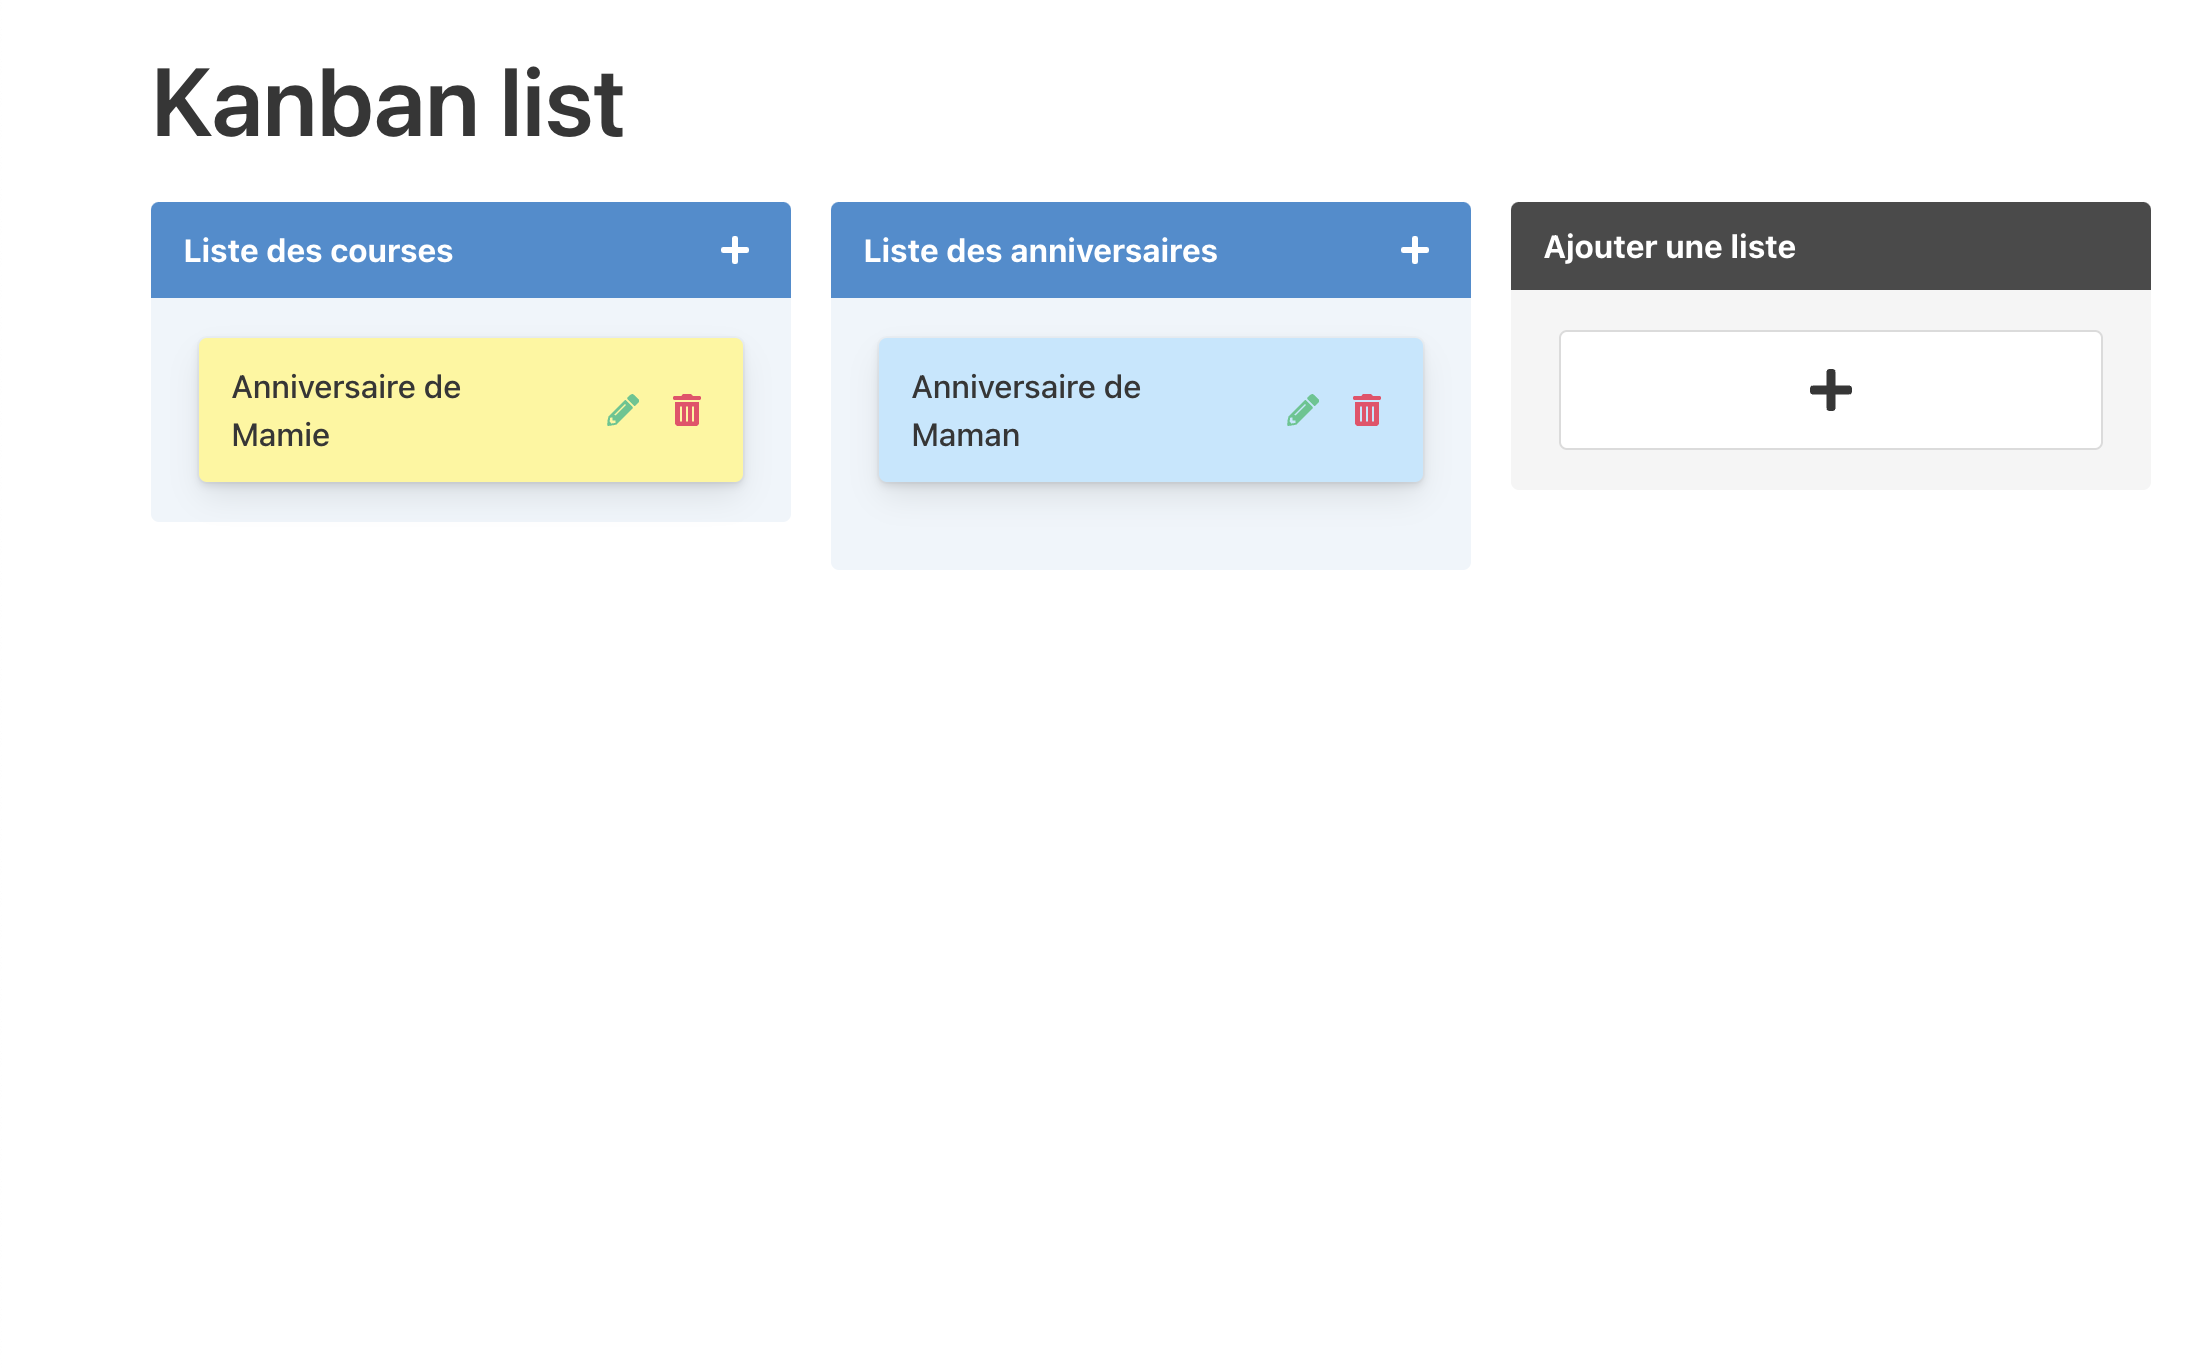 Kanban list
Liste des courses
Anniversaire de
Mamie
Liste des anniversaires
Anniversaire de
Maman
Ajouter une liste